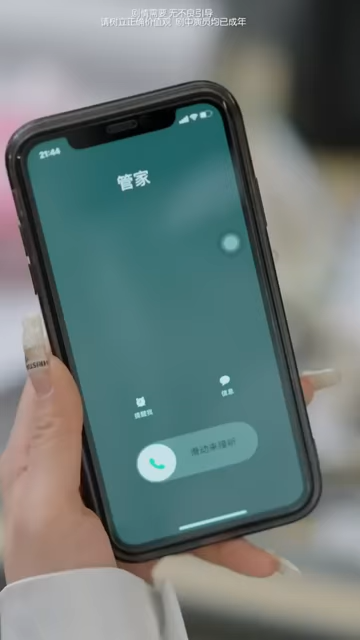 剧情需要 无不良引导
请树立正确价值观 剧中演员均已成年
21:44
管家
提醒我
信息
滑动来接听